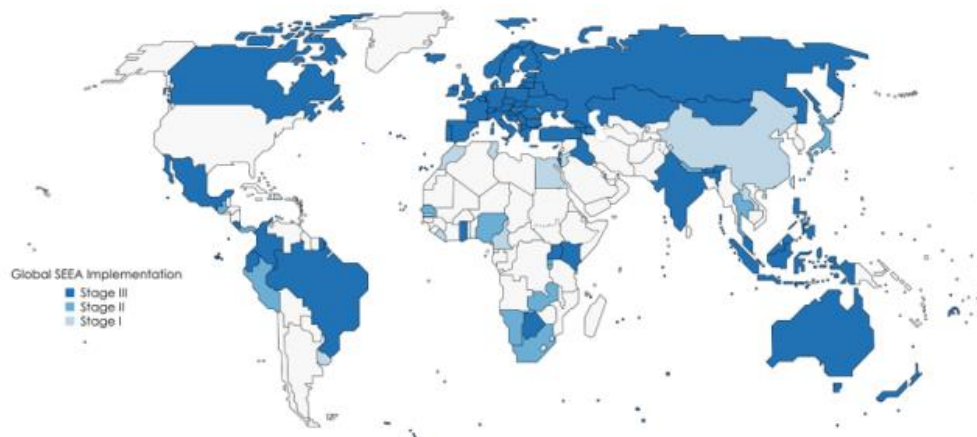 Global SEEA Implementation
Stage III
Stage II
Stage I